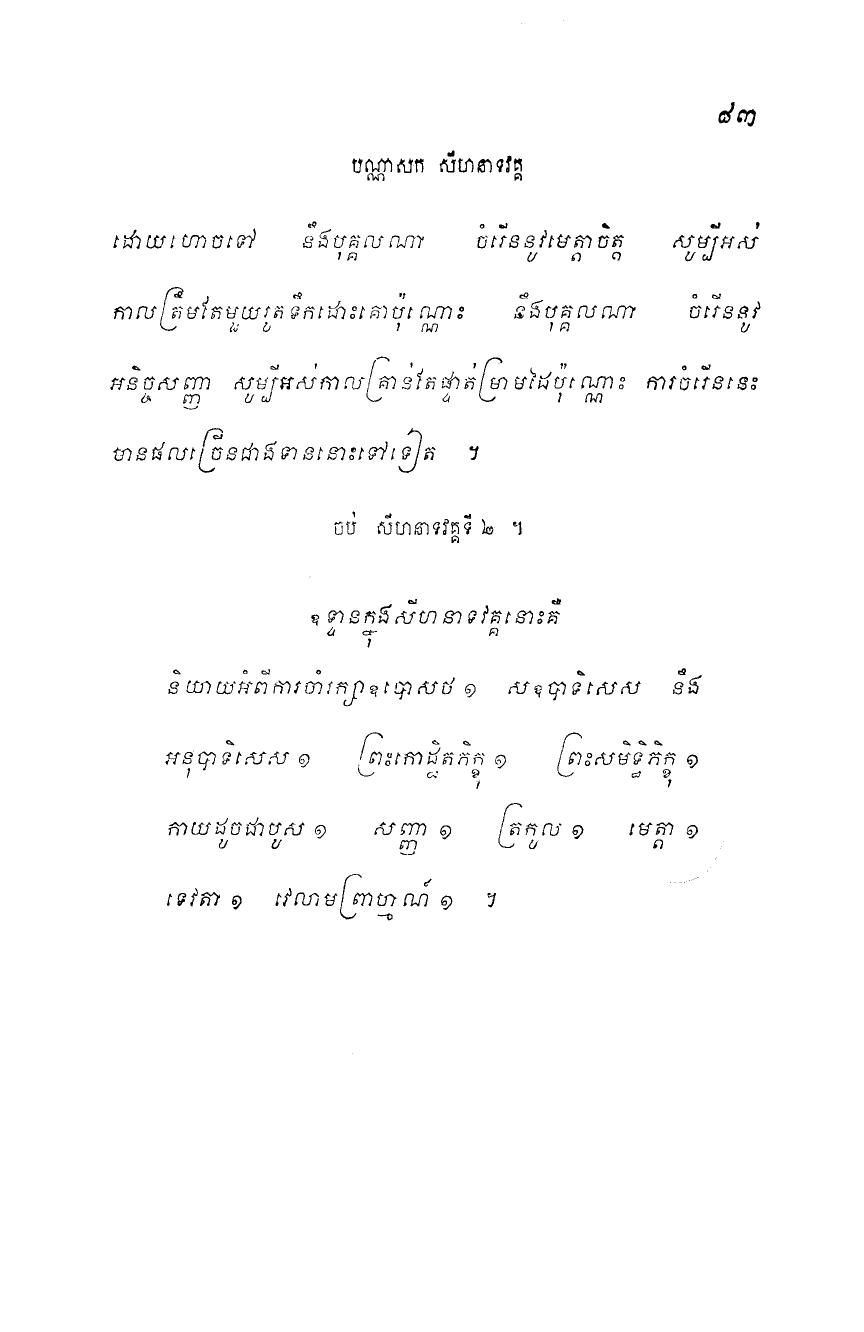 ៨៣
បណ្ណាសក សីហនាទវគ្គ
ដោយហោចទៅ នឹងបុគ្គលណា ចំរើននូវមេត្តាចិត្ត សូម្បីអស់
កាលត្រឹមតែមួយរូតទឹកដោះគោប៉ុណ្ណោះ នឹងបុគ្គលណា ចំរើននូវ
អនិច្ចសញ្ញា សូម្បីអស់កាលគ្រាន់តែផ្ទាត់ម្រាមដៃប៉ុណ្ណោះ ការចំរើននេះ
មានផលច្រើនជាងទាននោះទៅទៀត ។
ចប់ សីហនាទវគ្គទី ២ ។
ឧទ្ទានក្នុងសីហនាទវគ្គនោះគឺ
និយាយអំពីការចាំរក្សាឧបោសថ ១ សឧបាទិសេស នឹង
អនុបាទិសេស ១ ព្រះកោដ្ឋិតភិក្ខុ ១ ព្រះសមិទ្ធិភិក្ខុ ១
កាយដូចជាបូស ១ សញ្ញា ១ ត្រកូល ១ មេត្តា ១
ទេវតា ១ វេលាមព្រាហ្មណ៍ ១ ។